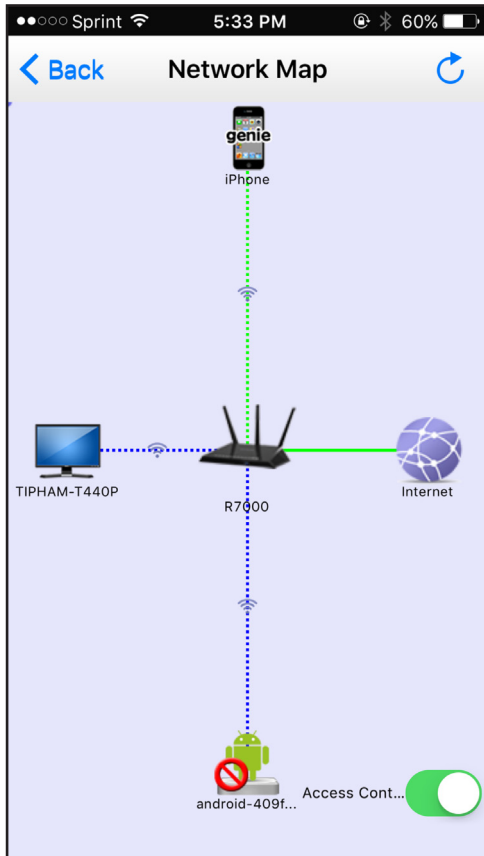 Sprint 5:33 PM 60%
Back Network Map
genie
iPhone
TIPHAM-T440P
R7000
Internet
android-409f...
Access Cont...